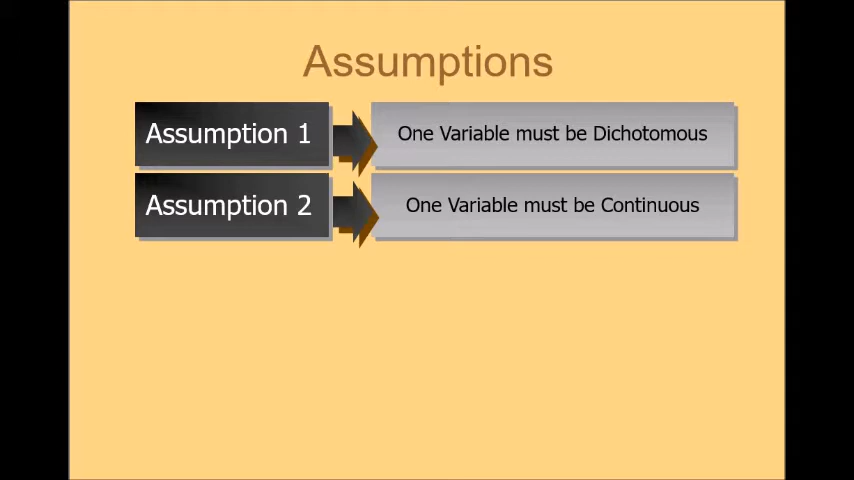 Assumptions
Assumption 1
One Variable must be Dichotomous
Assumption 2
One Variable must be Continuous